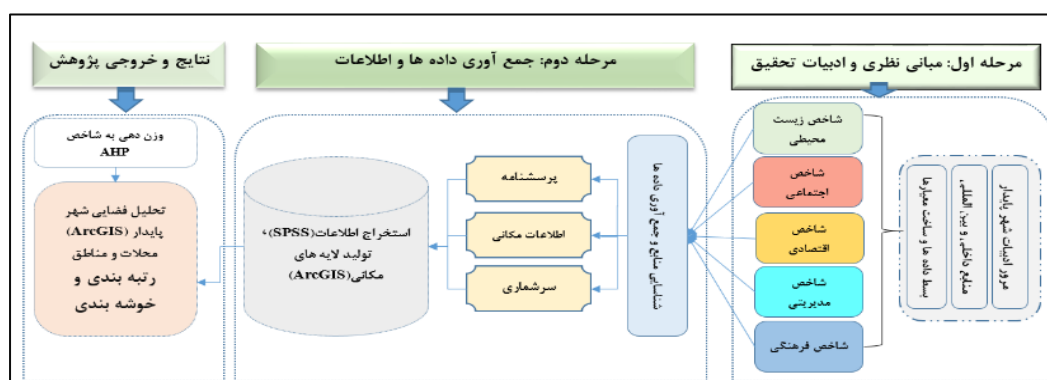 مرحله اول: مبانی نظری و ادبیات تحقیق
مرور ادبیات شهر پایدار
منابع داخلی و بین المللی
بسط داده ها و ساخت معیارها
شاخص زیست
محیطی
شاخص
اجتماعی
شاخص
اقتصادی
شاخص
مدیریتی
شاخص فرهنگی
مرحله دوم: جمع آوری داده ها و اطلاعات
شناسایی منابع و جمع آوری داده ها
پرسشنامه
اطلاعات مکانی
سرشماری
استخراج اطلاعات(SPSS)،
تولید لایه های
مکانی(ArcGIS)
نتایج و خروجی پژوهش
وزن دهی به شاخص
AHP
تحلیل فضایی شهر
پایدار (ArcGIS)
محلات و مناطق
رتبه بندی و
خوشه بندی